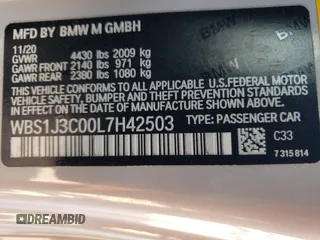 MFD BY BMW M GMBH
11/20
GVWR 4430 lbs 2009 kg
GAWR FRONT 2140 lbs 971 kg
GAWR REAR 2380 lbs 1080 kg
THIS VEHICLE CONFORMS TO ALL APPLICABLE
U.S.FEDERAL MOTOR
VEHICLE SAFETY, BUMPER, AND THEFT PREVENTION
STANDARDS IN EFFECT ON THE DATE OF
MANUFACTURE SHOWN ABOVE.
WBS1J3C00L7H42503 TYPE: PASSENGER CAR
C33
7 315 814
DREAMBID